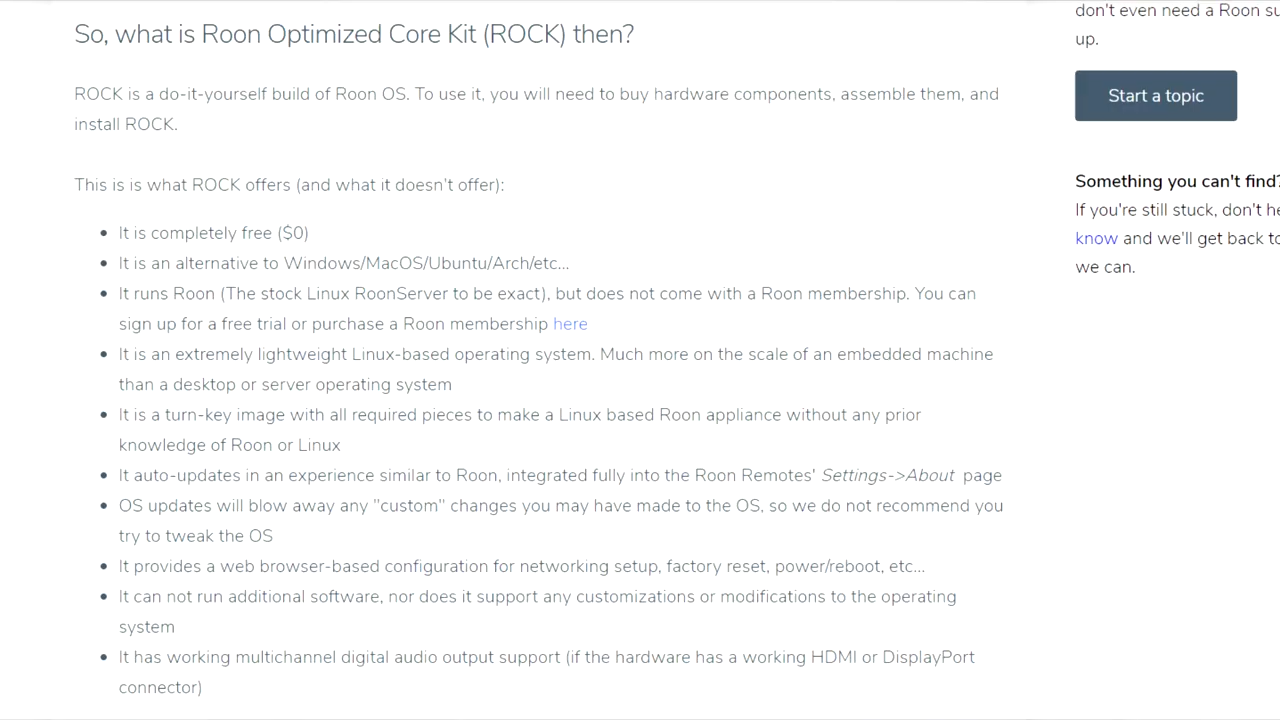 So, what is Roon Optimized Core Kit (ROCK) then?
ROCK is a do-it-yourself build of Roon OS. To use it, you will need to buy hardware components, assemble them, and
install ROCK.
This is is what ROCK offers (and what it doesn't offer):
It is completely free ($0)
It is an alternative to Windows/MacOS/Ubuntu/Arch/etc...
It runs Roon (The stock Linux RoonServer to be exact), but does not come with a Roon membership. You can
sign up for a free trial or purchase a Roon membership here
It is an extremely lightweight Linux-based operating system. Much more on the scale of an embedded machine
than a desktop or server operating system
It is a turn-key image with all required pieces to make a Linux based Roon appliance without any prior
knowledge of Roon or Linux
It auto-updates in an experience similar to Roon, integrated fully into the Roon Remotes' Settings->About page
OS updates will blow away any "custom" changes you may have made to the OS, so we do not recommend you
try to tweak the OS
It provides a web browser-based configuration for networking setup, factory reset, power/reboot, etc...
It can not run additional software, nor does it support any customizations or modifications to the operating
system
It has working multichannel digital audio output support (if the hardware has a working HDMI or DisplayPort
connector)
don't even need a Roon su
up.
Start a topic
Something you can't find?
If you're still stuck, don't he
know and we'll get back to
we can.